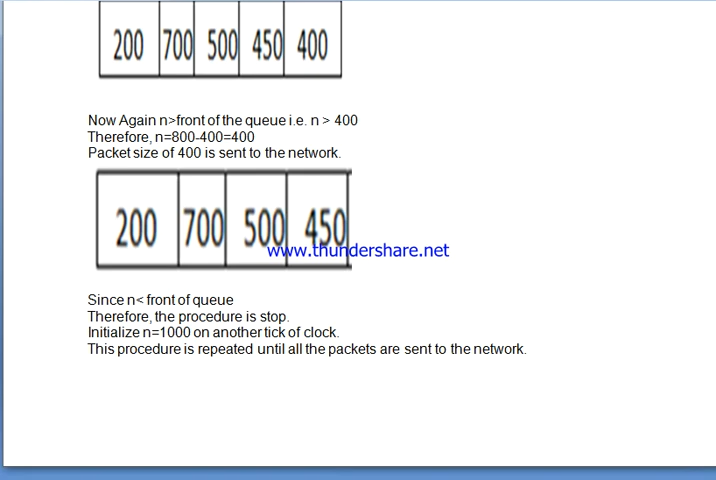 200 700 500 450 400
Now Again n>front of the queue i.e. n > 400
Therefore, n=800-400=400
Packet size of 400 is sent to the network.
200 700 500 450
www.thundershare.net
Since n< front of queue
Therefore, the procedure is stop.
Initialize n=1000 on another tick of clock.
This procedure is repeated until all the packets are sent to the network.